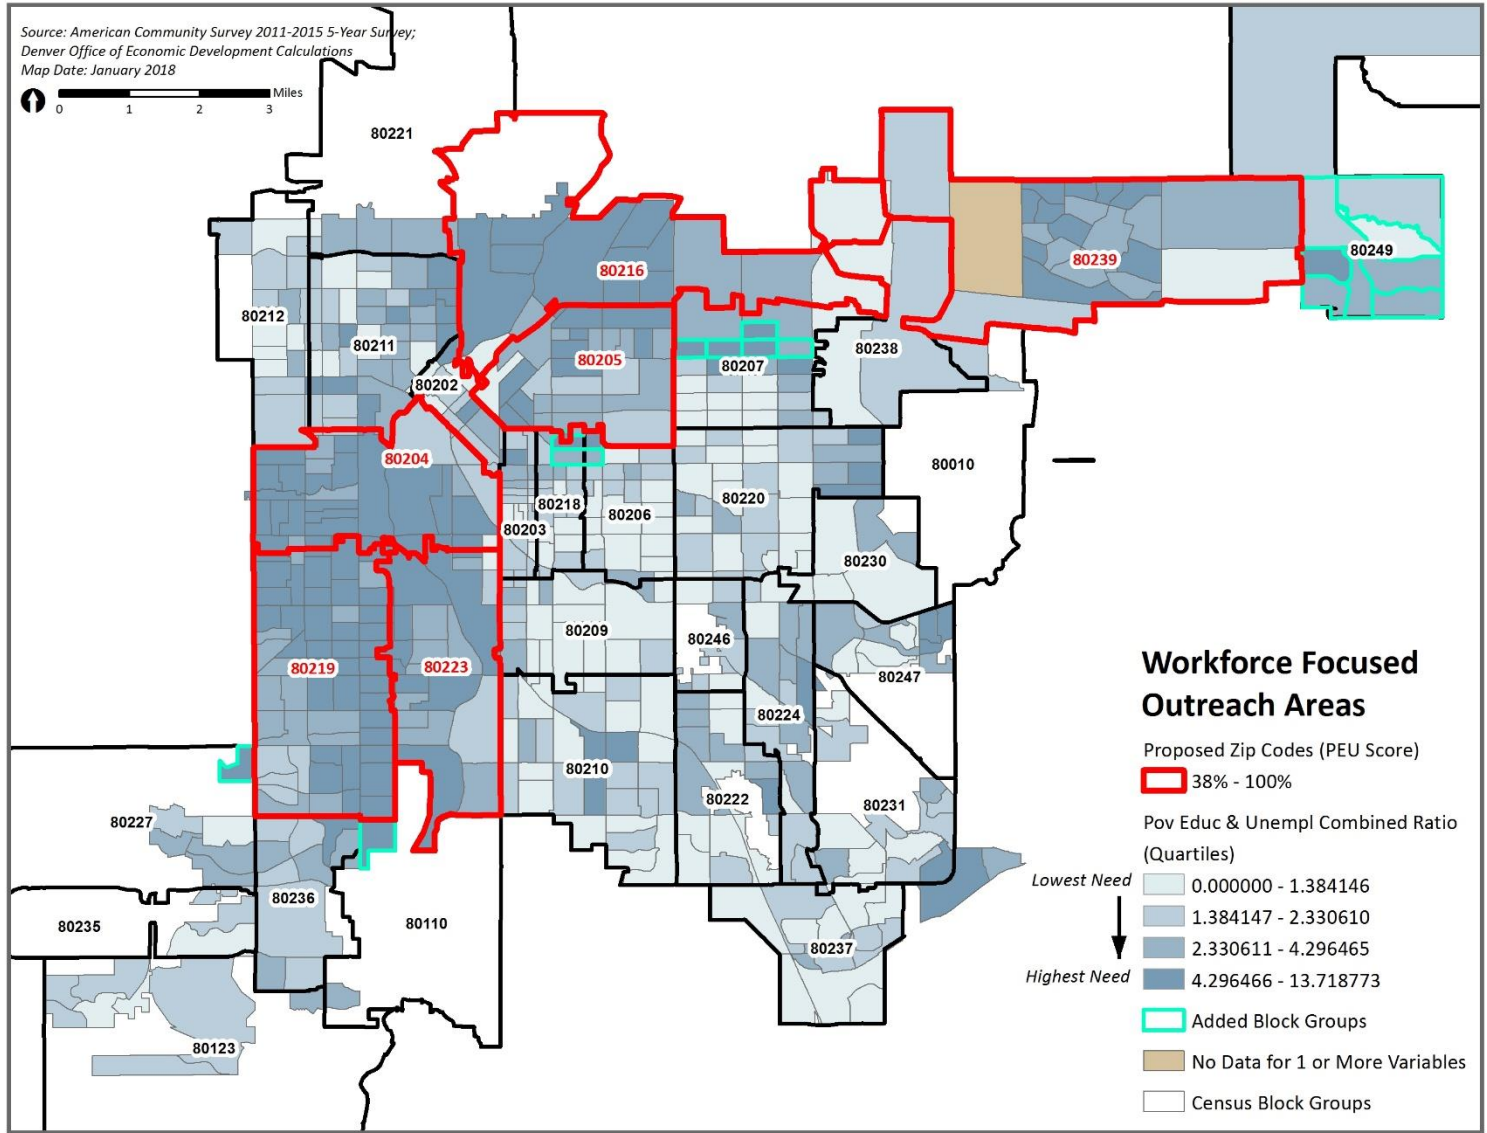 Source: American Community Survey 2011-2015 5-Year Survey;
Denver Office of Economic Development Calculations
Map Date: January 2018
Miles
0 1 2 3
80221
80249
80216
80239
80212
80211
80238
80205
80207
80202
80204
80010
80220
80218
80206
80203
80230
80209
80246
80219
80223
80247
80224
80210
80222
80231
80227
80236
80235
80110
80237
80123
Workforce Focused
Outreach Areas
Proposed Zip Codes (PEU Score)
38% - 100%
Pov Educ & Unempl Combined Ratio
(Quartiles)
Lowest Need
0.000000 - 1.384146
1.384147 - 2.330610
2.330611 - 4.296465
Highest Need
4.296466 - 13.718773
Added Block Groups
No Data for 1 or More Variables
Census Block Groups